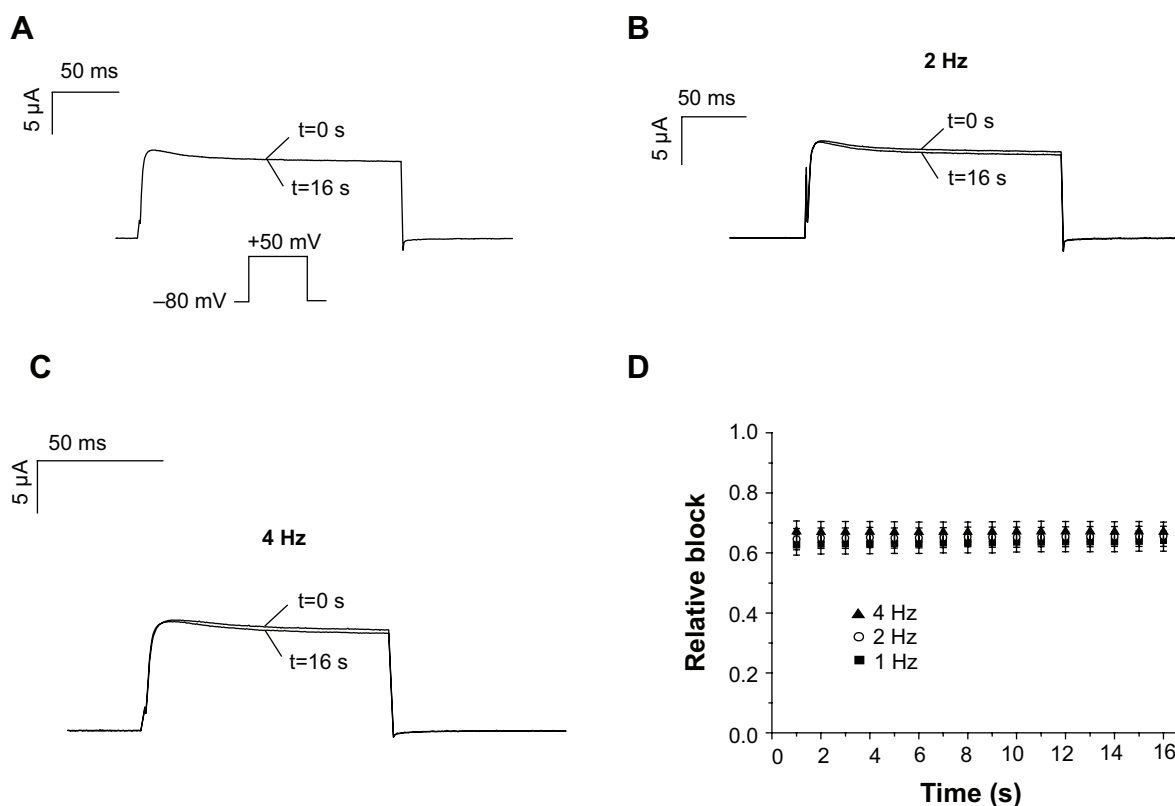 A
50 ms
5 µA
t=0 s
t=16 s
+50 mV
–80 mV
B
2 Hz
50 ms
5 µA
t=0 s
t=16 s
C
50 ms
5 µA
4 Hz
t=0 s
t=16 s
D
1.0
0.8
0.6
0.4
0.2
0.0
Relative block
4 Hz
2 Hz
1 Hz
0 2 4 6 8 10 12 14 16
Time (s)